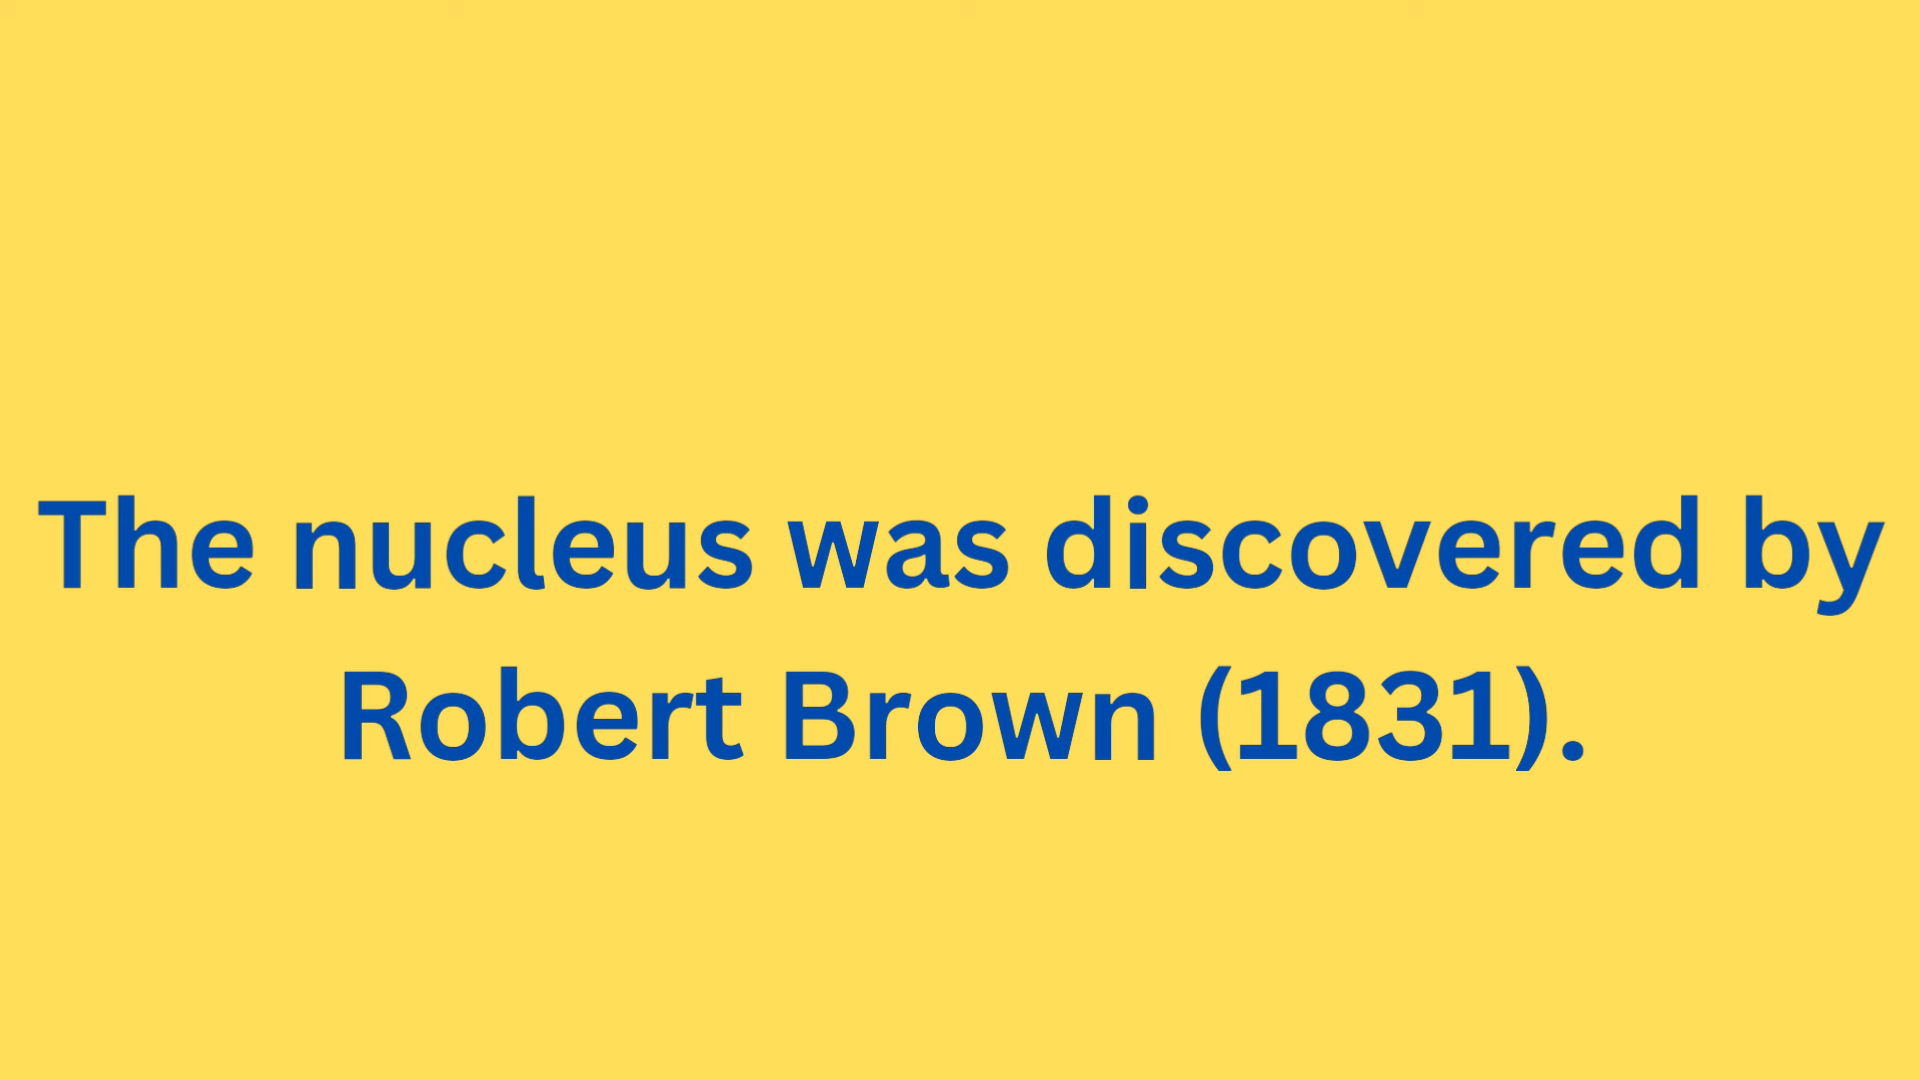 The nucleus was discovered by
Robert Brown (1831).